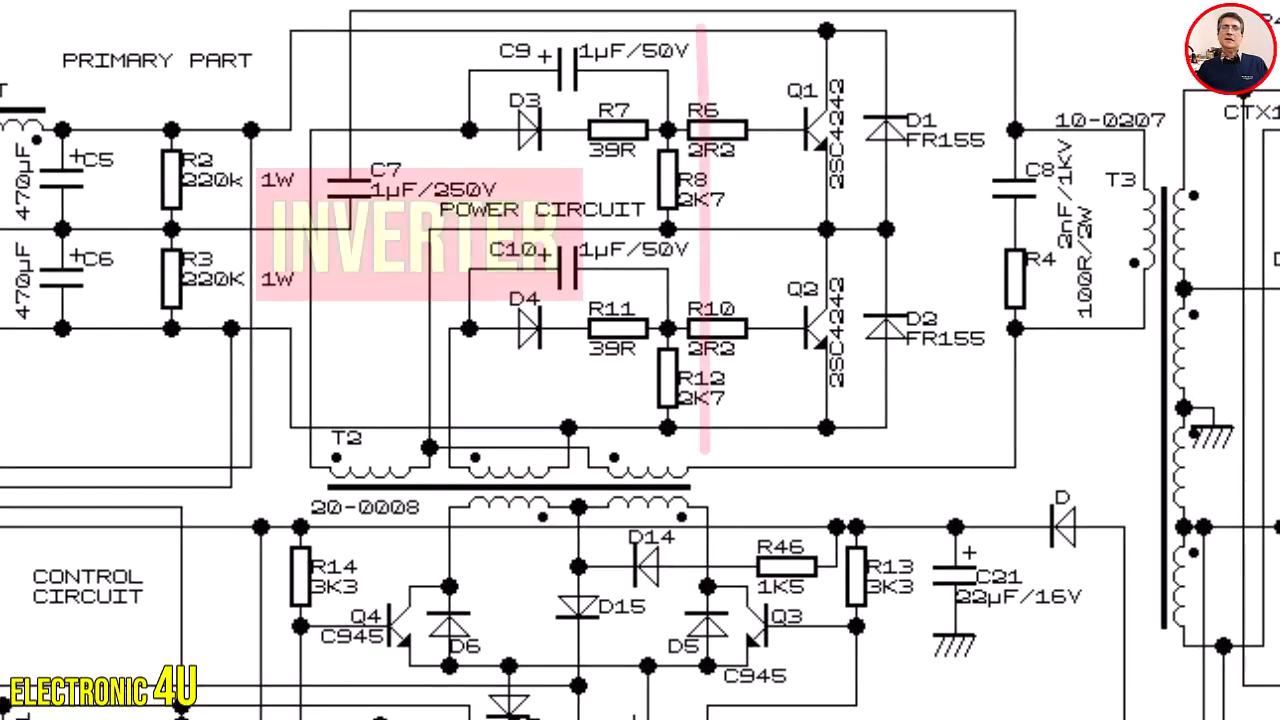 PRIMARY PART
C9
+
1µF/50V
D3
R7
R6
Q1
2SC4242
D1
FR155
10-0207
CTX1
T
470µF
+
C5
R2
220k
1W
C7
1µF/250V
39R
2R2
R8
2K7
C8
2nF/1KV
T3
POWER CIRCUIT
INVERTER
C10
+
1µF/50V
470µF
+
C6
R3
220K
1W
D4
R11
R10
Q2
2SC4242
D2
FR155
R4
100R/2W
39R
2R2
R12
2K7
T2
20-0008
D
D14
R46
1K5
R14
3K3
R13
3K3
+
C21
22µF/16V
CONTROL
CIRCUIT
Q4
C945
D15
Q3
D6
D5
C945
ELECTRONIC 4U